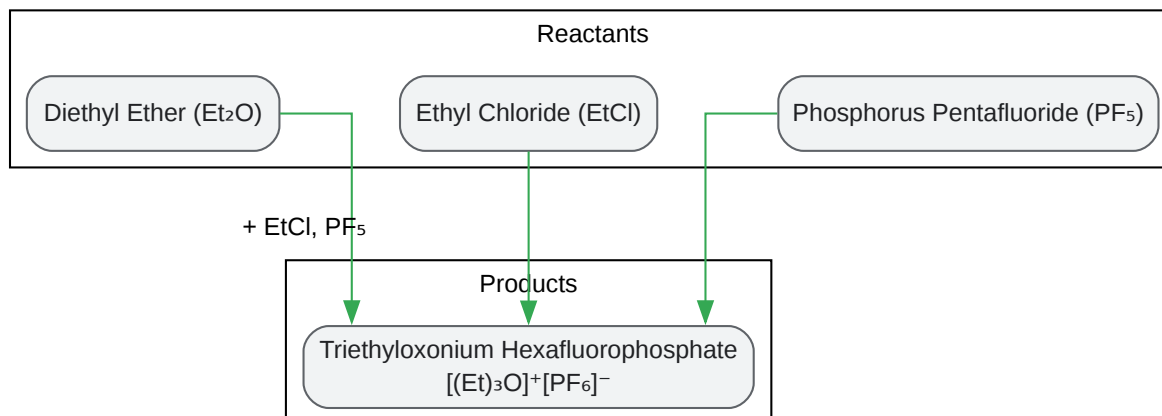 Reactants
Diethyl Ether (Et₂O)
Ethyl Chloride (EtCl)
Phosphorus Pentafluoride (PF₅)
+ EtCl, PF₅
Products
Triethyloxonium Hexafluorophosphate
[(Et)₃O]⁺[PF₆]⁻